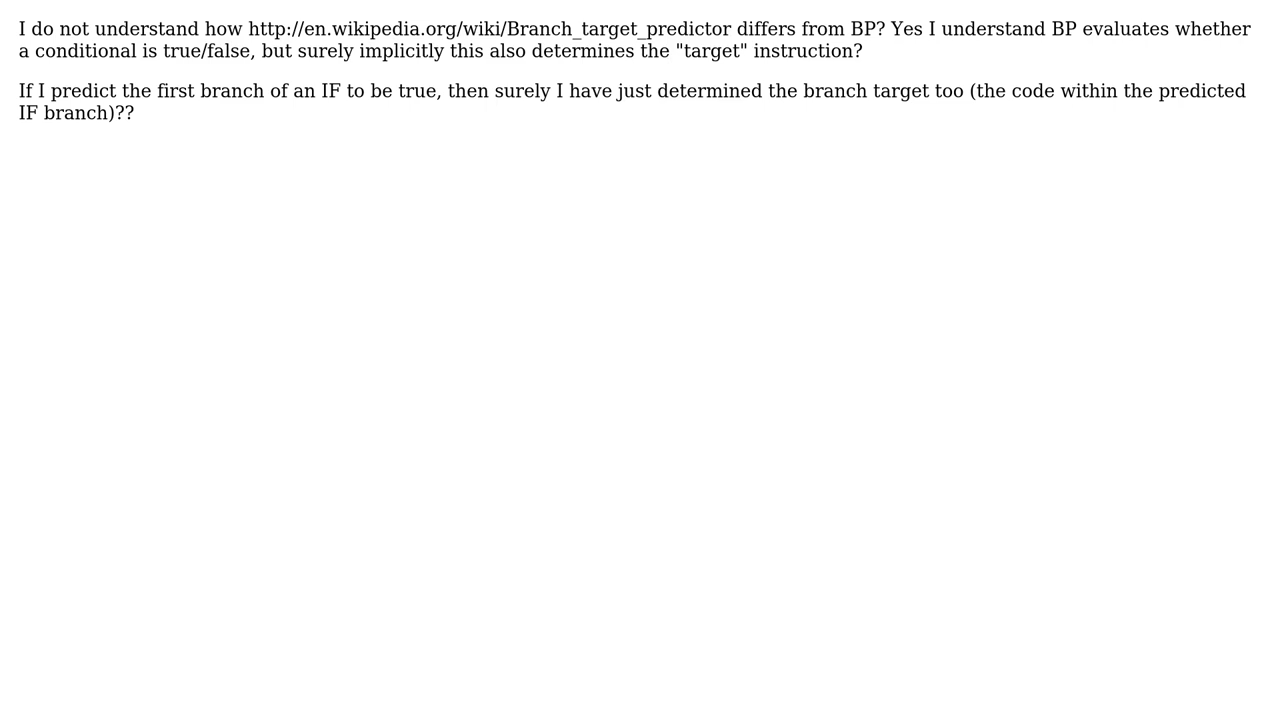 I do not understand how http://en.wikipedia.org/wiki/Branch_target_predictor differs from BP? Yes I understand BP evaluates whether
a conditional is true/false, but surely implicitly this also determines the "target" instruction?
If I predict the first branch of an IF to be true, then surely I have just determined the branch target too (the code within the predicted
IF branch)??